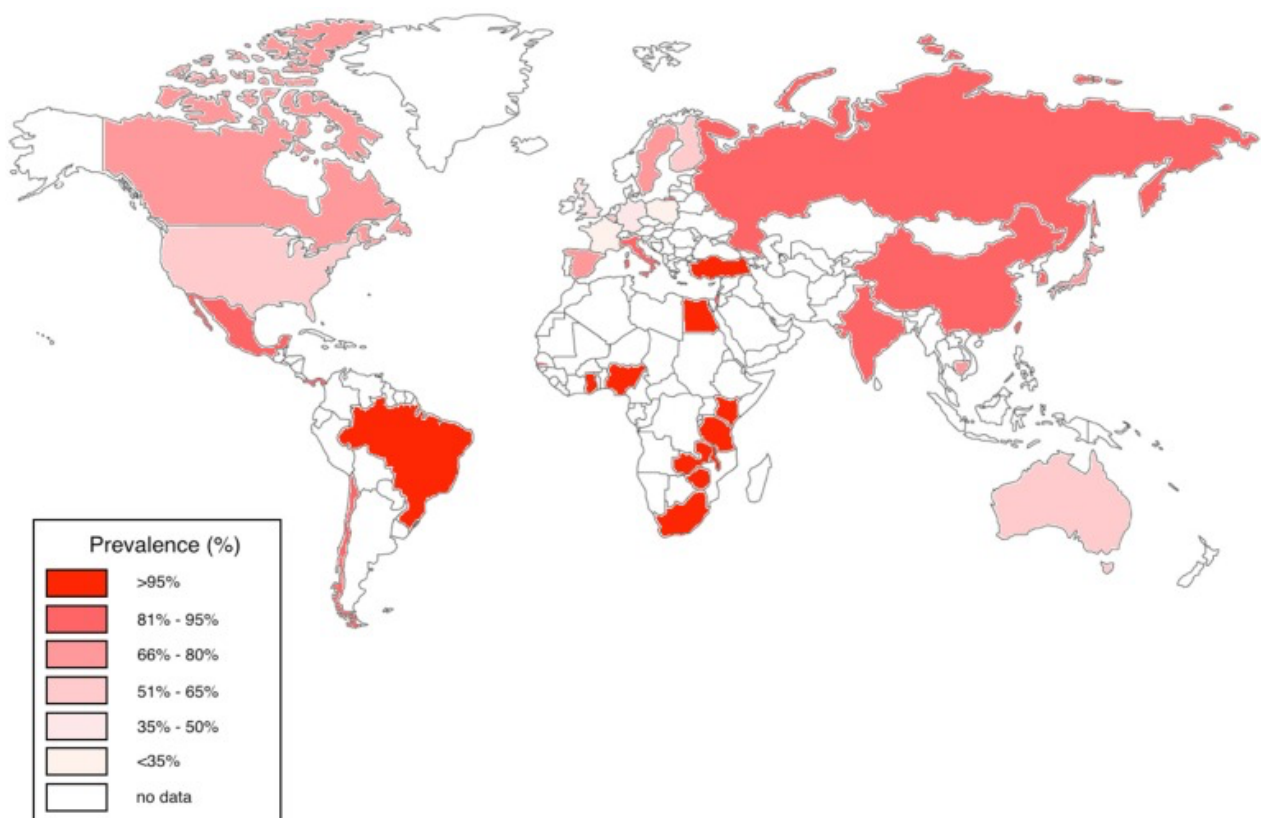 Prevalence (%)
>95%
81% - 95%
66% - 80%
51% - 65%
35% - 50%
<35%
no data